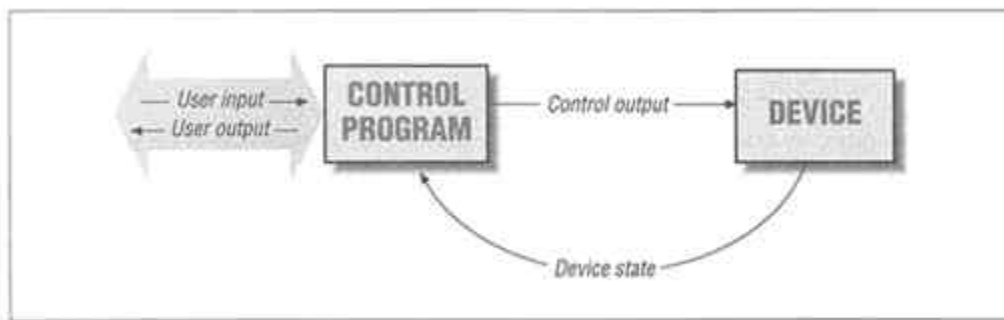 User input
User output
CONTROL
PROGRAM
Control output
DEVICE
Device state